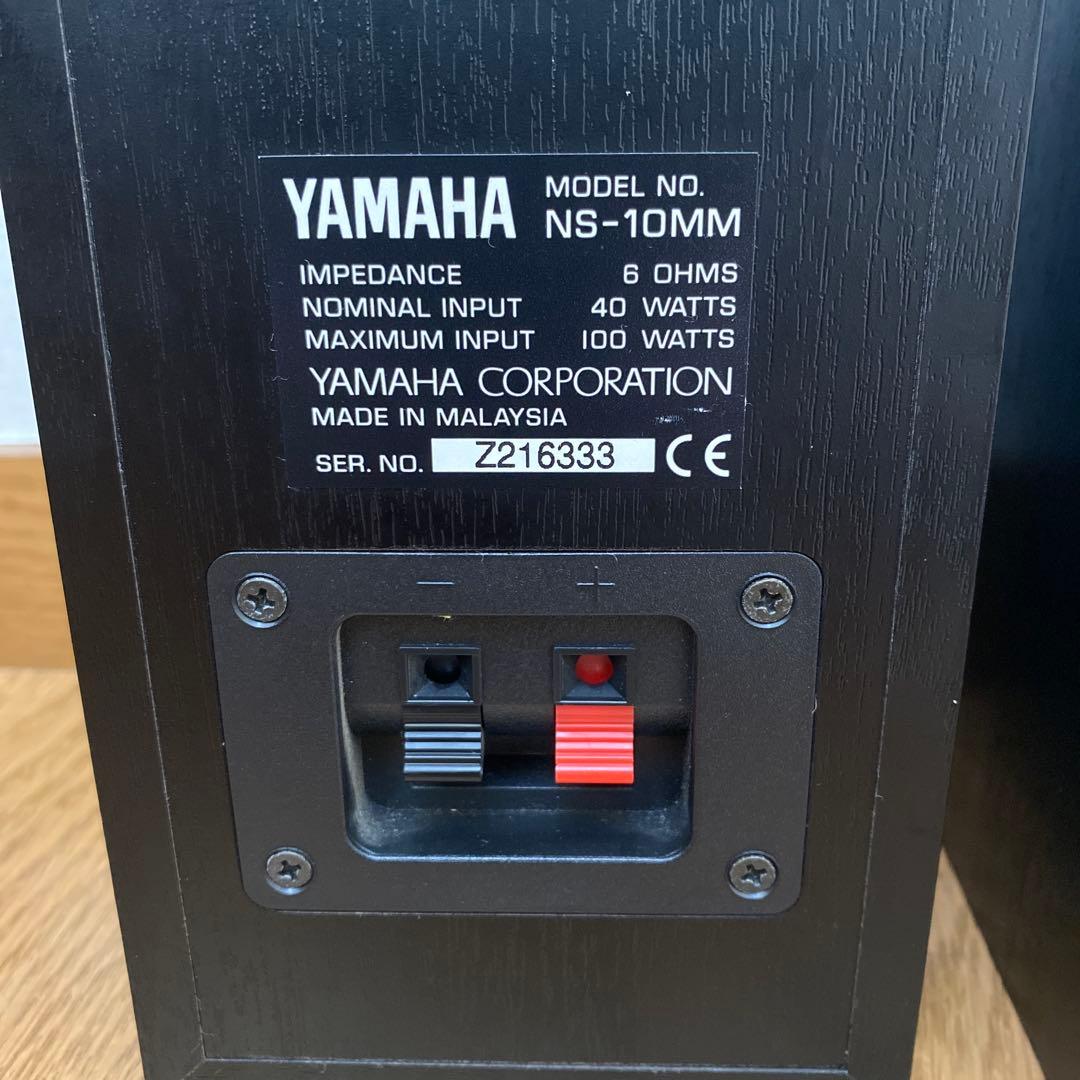 YAMAHA MODEL NO.
NS-10MM
IMPEDANCE 6 OHMS
NOMINAL INPUT 40 WATTS
MAXIMUM INPUT 100 WATTS
YAMAHA CORPORATION
MADE IN MALAYSIA
SER. NO. Z216333 CE
− +